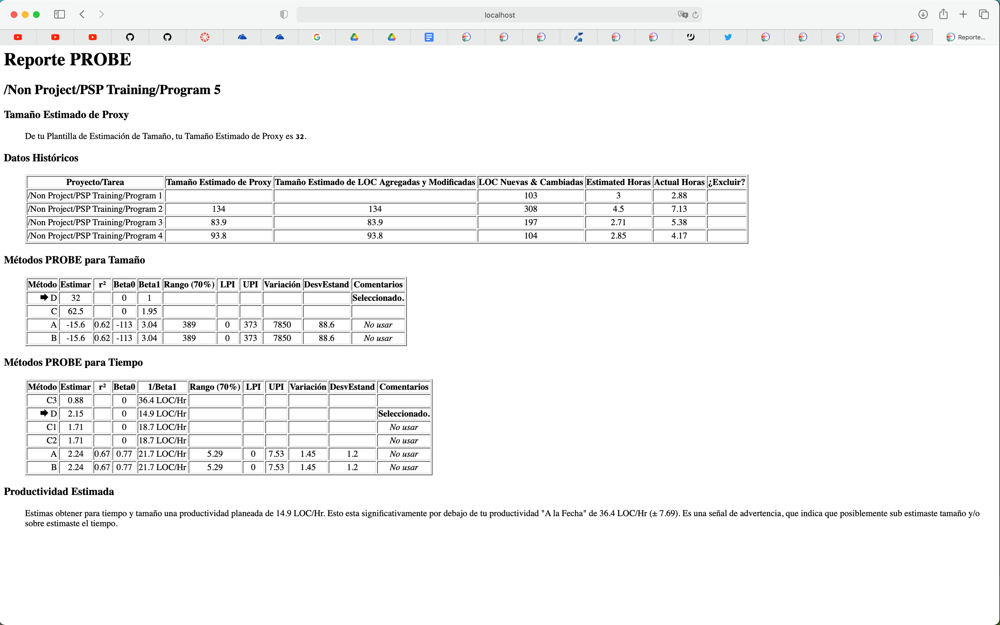 localhost
Reporte...
Reporte PROBE
/Non Project/PSP Training/Program 5
Tamaño Estimado de Proxy
De tu Plantilla de Estimación de Tamaño, tu Tamaño Estimado de Proxy es 32.
Datos Históricos
Proyecto/Tarea Tamaño Estimado de Proxy Tamaño Estimado de LOC Agregadas y Modificadas LOC Nuevas & Cambiadas Estimated Horas Actual Horas ¿Excluir?
/Non Project/PSP Training/Program 1 103 3 2.88
/Non Project/PSP Training/Program 2 134 134 308 4.5 7.13
/Non Project/PSP Training/Program 3 83.9 83.9 197 2.71 5.38
/Non Project/PSP Training/Program 4 93.8 93.8 104 2.85 4.17
Métodos PROBE para Tamaño
Método Estimar r² Beta0 Beta1 Rango (70%) LPI UPI Variación DesvEstand Comentarios
D 32 0 1 Seleccionado.
C 62.5 0 1.95
A -15.6 0.62 -113 3.04 389 0 373 7850 88.6 No usar
B -15.6 0.62 -113 3.04 389 0 373 7850 88.6 No usar
Métodos PROBE para Tiempo
Método Estimar r² Beta0 1/Beta1 Rango (70%) LPI UPI Variación DesvEstand Comentarios
C3 0.88 0 36.4 LOC/Hr
D 2.15 0 14.9 LOC/Hr Seleccionado.
C1 1.71 0 18.7 LOC/Hr No usar
C2 1.71 0 18.7 LOC/Hr No usar
A 2.24 0.67 0.77 21.7 LOC/Hr 5.29 0 7.53 1.45 1.2 No usar
B 2.24 0.67 0.77 21.7 LOC/Hr 5.29 0 7.53 1.45 1.2 No usar
Productividad Estimada
Estimas obtener para tiempo y tamaño una productividad planeada de 14.9 LOC/Hr. Esto esta significativamente por debajo de tu productividad "A la Fecha" de 36.4 LOC/Hr (± 7.69). Es una señal de advertencia, que indica que posiblemente sub estimaste tamaño y/o
sobre estimaste el tiempo.